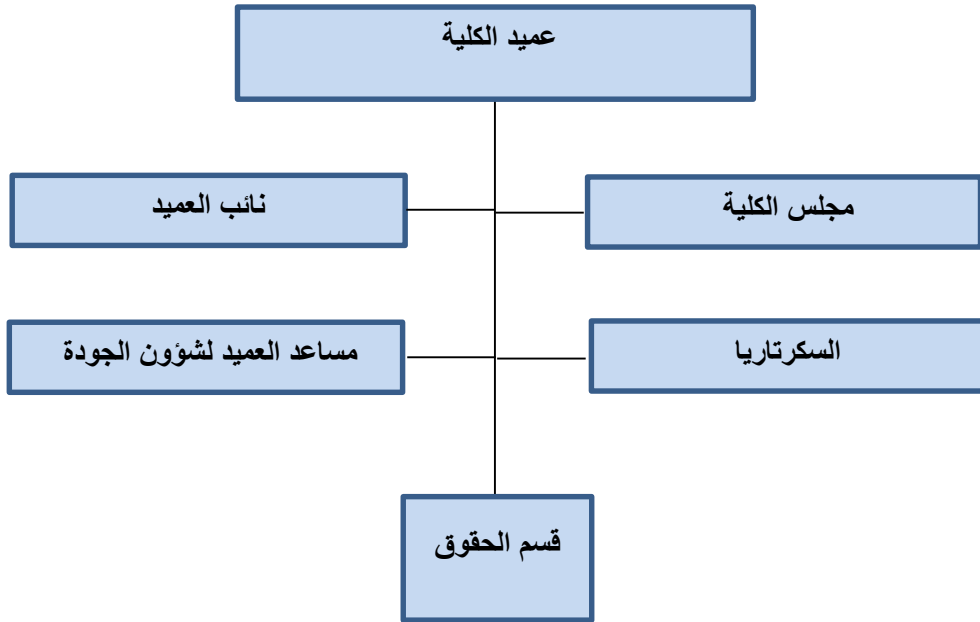 عميد الكلية
مجلس الكلية
نائب العميد
السكرتاريا
مساعد العميد لشؤون الجودة
قسم الحقوق